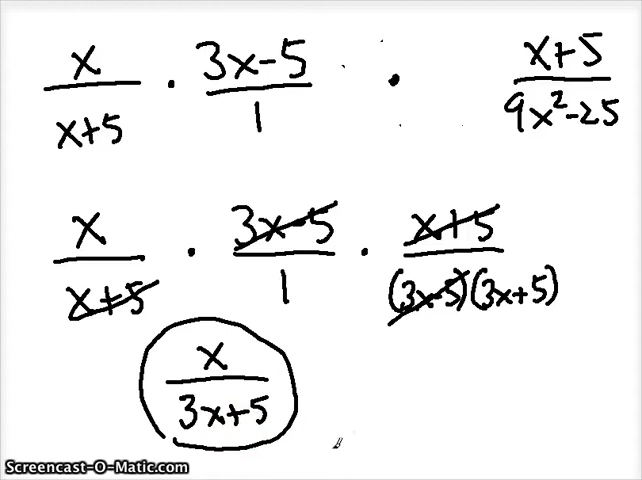 x/(x+5) · (3x-5)/1 · (x+5)/(9x²-25)
x/(x+5) · (3x-5)/1 · (x+5)/((3x-5)(3x+5))
x/(3x+5)
Screencast-O-Matic.com